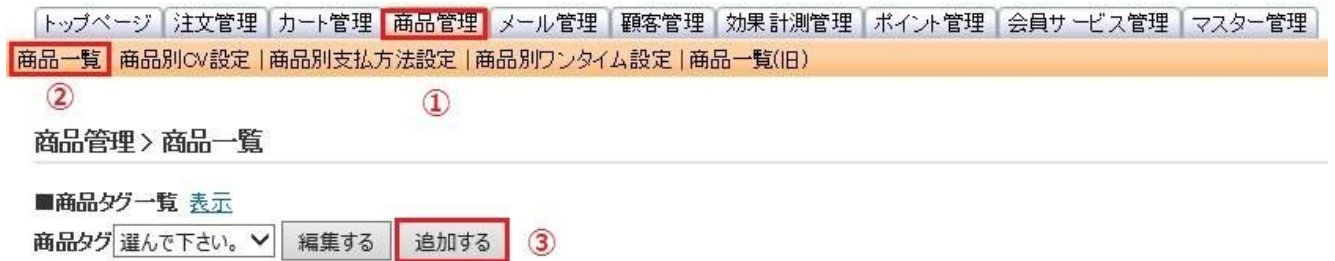 トップページ 注文管理 カート管理 商品管理 メール管理 顧客管理 効果計測管理 ポイント管理 会員サービス管理 マスター管理
商品一覧 商品別CV設定 | 商品別支払方法設定 | 商品別ワンタイム設定 | 商品一覧(旧)
② ①
商品管理 > 商品一覧
■商品タグ一覧 表示
商品タグ 選んで下さい。 編集する 追加する ③